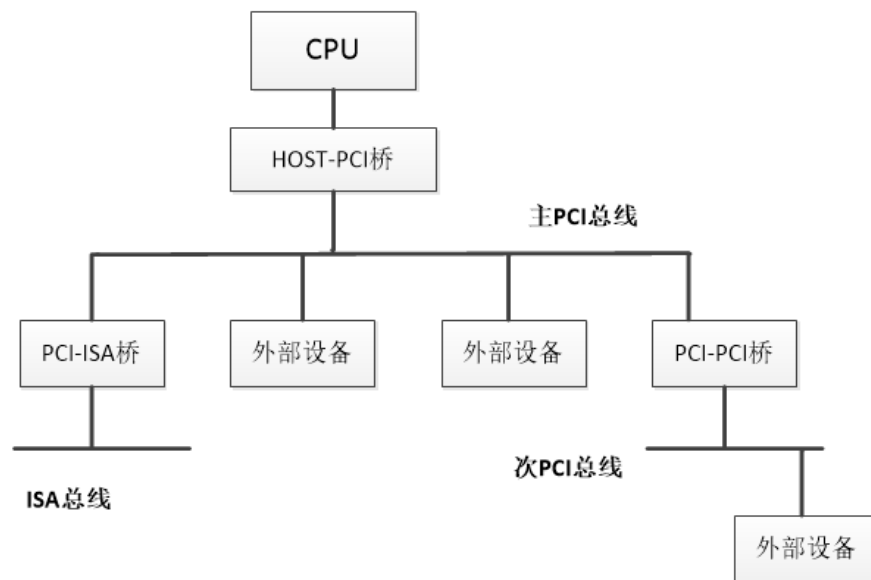 CPU
HOST-PCI桥
主PCI总线
PCI-ISA桥
外部设备
外部设备
PCI-PCI桥
次PCI总线
ISA总线
外部设备